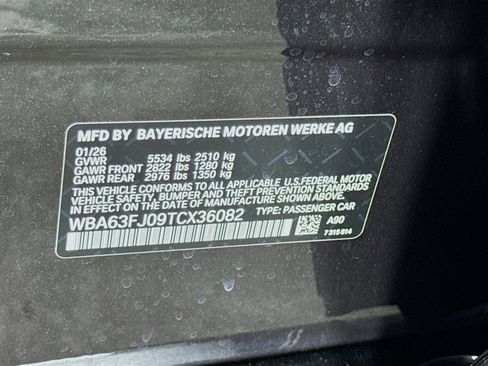 MFD BY BAYERISCHE MOTOREN WERKE AG
01/26
GVWR 5534 lbs 2510 kg
GAWR FRONT 2822 lbs 1280 kg
GAWR REAR 2976 lbs 1350 kg
THIS VEHICLE CONFORMS TO ALL APPLICABLE U.S.FEDERAL MOTOR
VEHICLE SAFETY, BUMPER AND THEFT PREVENTION STANDARDS
IN EFFECT ON THE DATE OF MANUFACTURE SHOWN ABOVE.
WBA63FJ09TCX36082 TYPE: PASSENGER CAR
A90
7 315 814